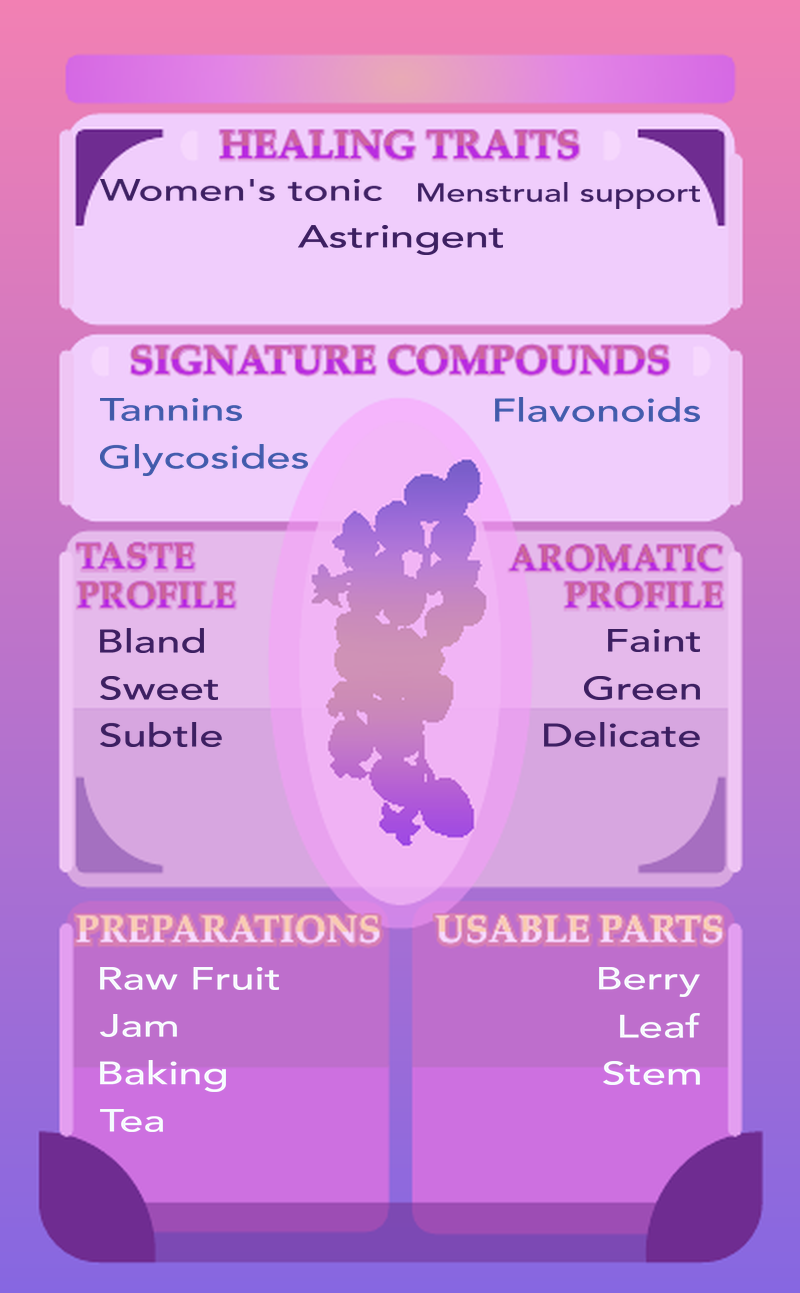 HEALING TRAITS
Women's tonic Menstrual support
Astringent
SIGNATURE COMPOUNDS
Tannins Flavonoids
Glycosides
TASTE
PROFILE
Bland
Sweet
Subtle
AROMATIC
PROFILE
Faint
Green
Delicate
PREPARATIONS
Raw Fruit
Jam
Baking
Tea
USABLE PARTS
Berry
Leaf
Stem